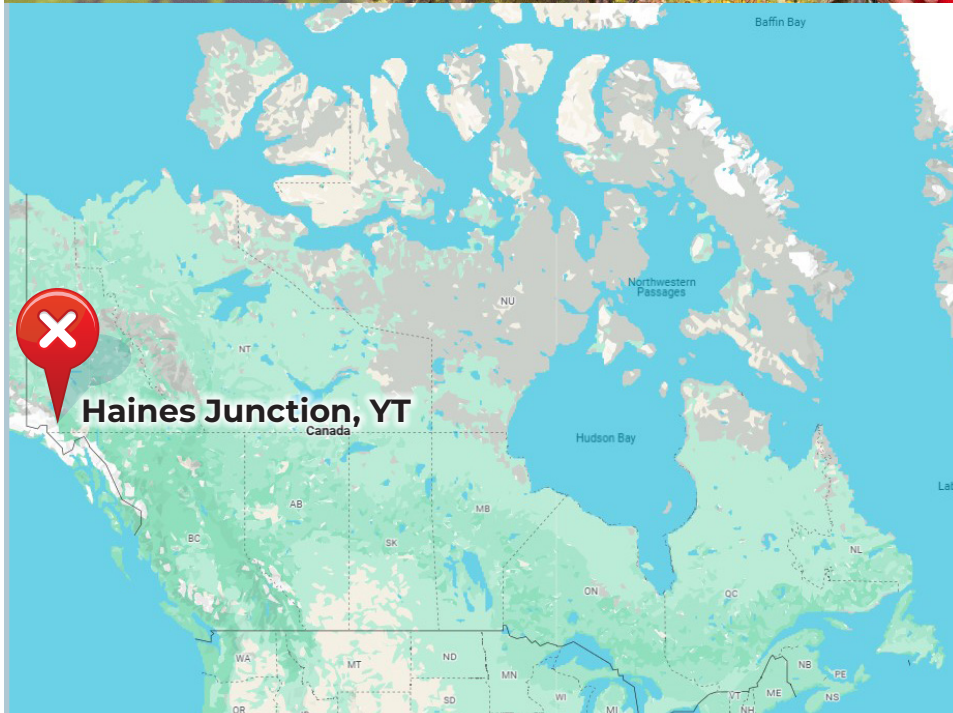 Baffin Bay
Northwestern
Passages
NU
NT
Haines Junction, YT
Canada
Hudson Bay
AB
MB
BC
SK
NL
ON
QC
WA
MT
ND
MN
NB
PE
SD
WI
VT
ME
NS
OR
MI
NH